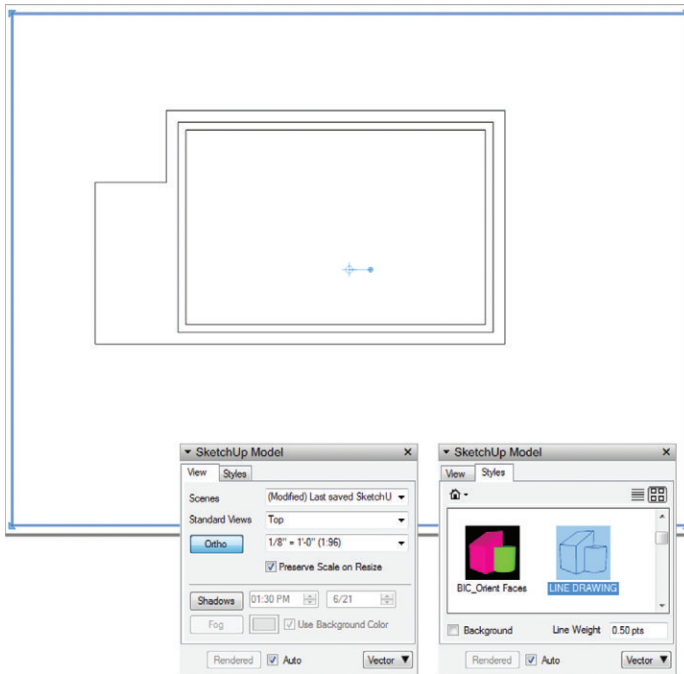 SketchUp Model
View Styles
Scenes (Modified) Last saved SketchU
Standard Views Top
Ortho 1/8" = 1'-0" (1:96)
Preserve Scale on Resize
Shadows 01:30 PM 6/21
Fog Use Background Color
Rendered Auto Vector
SketchUp Model
View Styles
BIC_Orient Faces LINE DRAWING
Background Line Weight 0.50 pts
Rendered Auto Vector